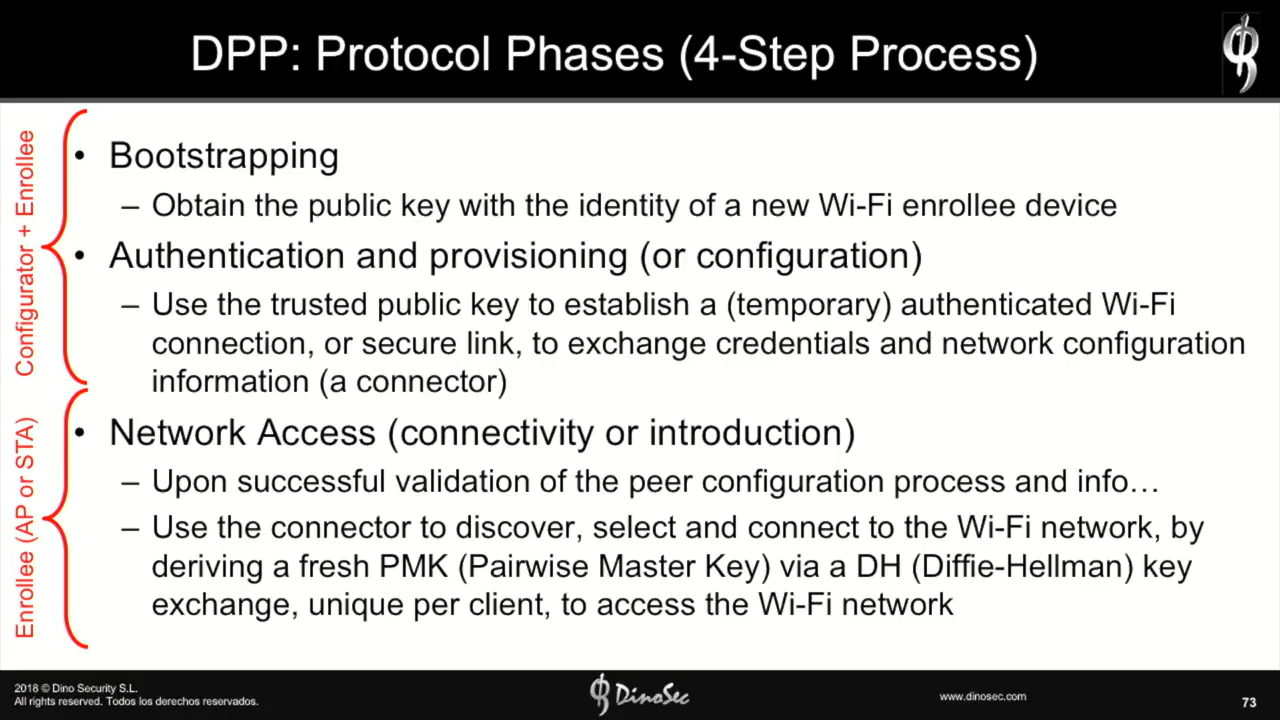 DPP: Protocol Phases (4-Step Process)
Configurator + Enrollee
• Bootstrapping
– Obtain the public key with the identity of a new Wi-Fi enrollee device
• Authentication and provisioning (or configuration)
– Use the trusted public key to establish a (temporary) authenticated Wi-Fi
connection, or secure link, to exchange credentials and network configuration
information (a connector)
Enrollee (AP or STA)
• Network Access (connectivity or introduction)
– Upon successful validation of the peer configuration process and info…
– Use the connector to discover, select and connect to the Wi-Fi network, by
deriving a fresh PMK (Pairwise Master Key) via a DH (Diffie-Hellman) key
exchange, unique per client, to access the Wi-Fi network
2018 © Dino Security S.L.
All rights reserved. Todos los derechos reservados.
DinoSec
www.dinosec.com
73